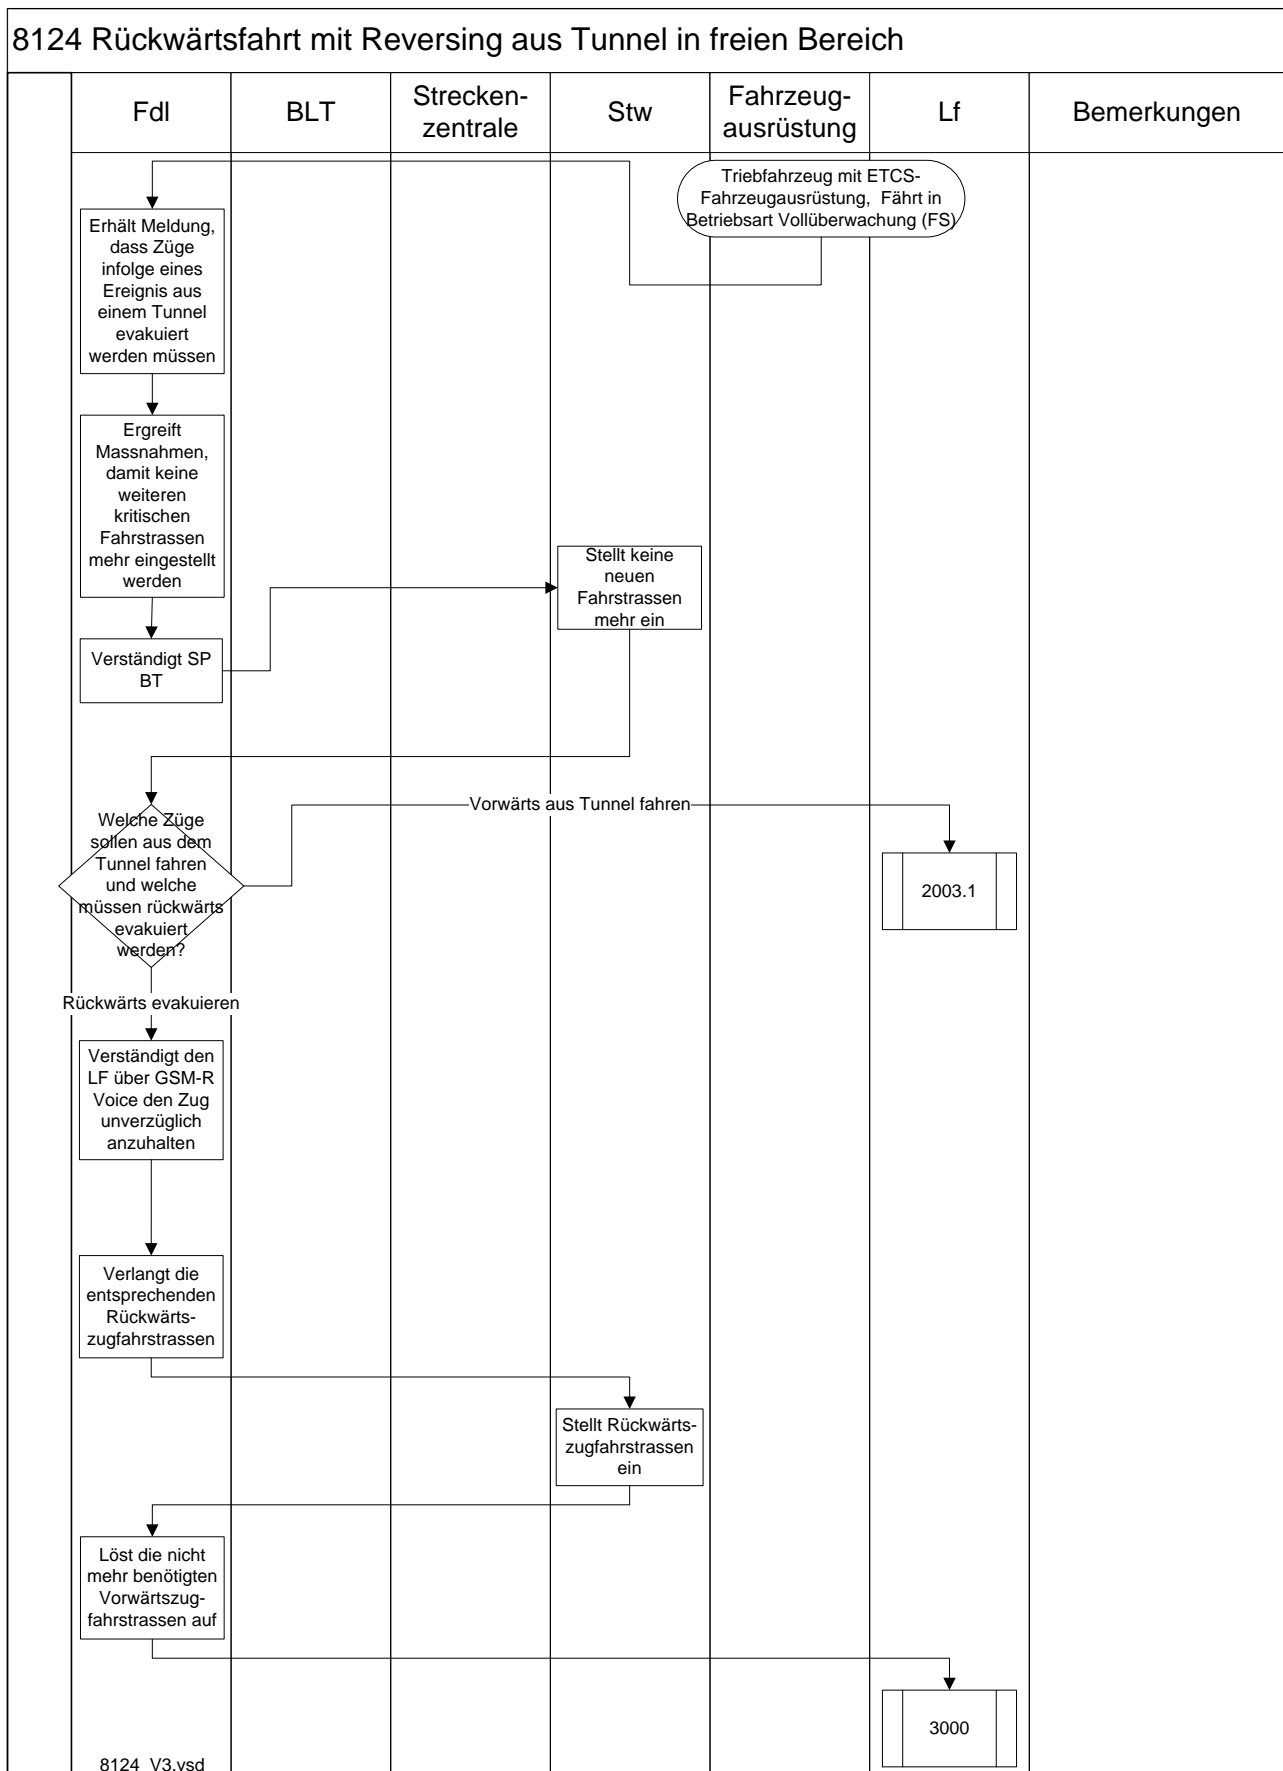 8124 Rückwärtsfahrt mit Reversing aus Tunnel in freien Bereich
Fdl
BLT
Strecken-
zentrale
Stw
Fahrzeug-
ausrüstung
Lf
Bemerkungen
Triebfahrzeug mit ETCS-
Fahrzeugausrüstung, Fährt in
Betriebsart Vollüberwachung (FS)
Erhält Meldung,
dass Züge
infolge eines
Ereignis aus
einem Tunnel
evakuiert
werden müssen
Ergreift
Massnahmen,
damit keine
weiteren
kritischen
Fahrstrassen
mehr eingestellt
werden
Stellt keine
neuen
Fahrstrassen
mehr ein
Verständigt SP
BT
Vorwärts aus Tunnel fahren
Welche Züge
sollen aus dem
Tunnel fahren
und welche
müssen rückwärts
evakuiert
werden?
2003.1
Rückwärts evakuieren
Verständigt den
LF über GSM-R
Voice den Zug
unverzüglich
anzuhalten
Verlangt die
entsprechenden
Rückwärts-
zugfahrstrassen
Stellt Rückwärts-
zugfahrstrassen
ein
Löst die nicht
mehr benötigten
Vorwärtszug-
fahrstrassen auf
3000
8124_V3.vsd